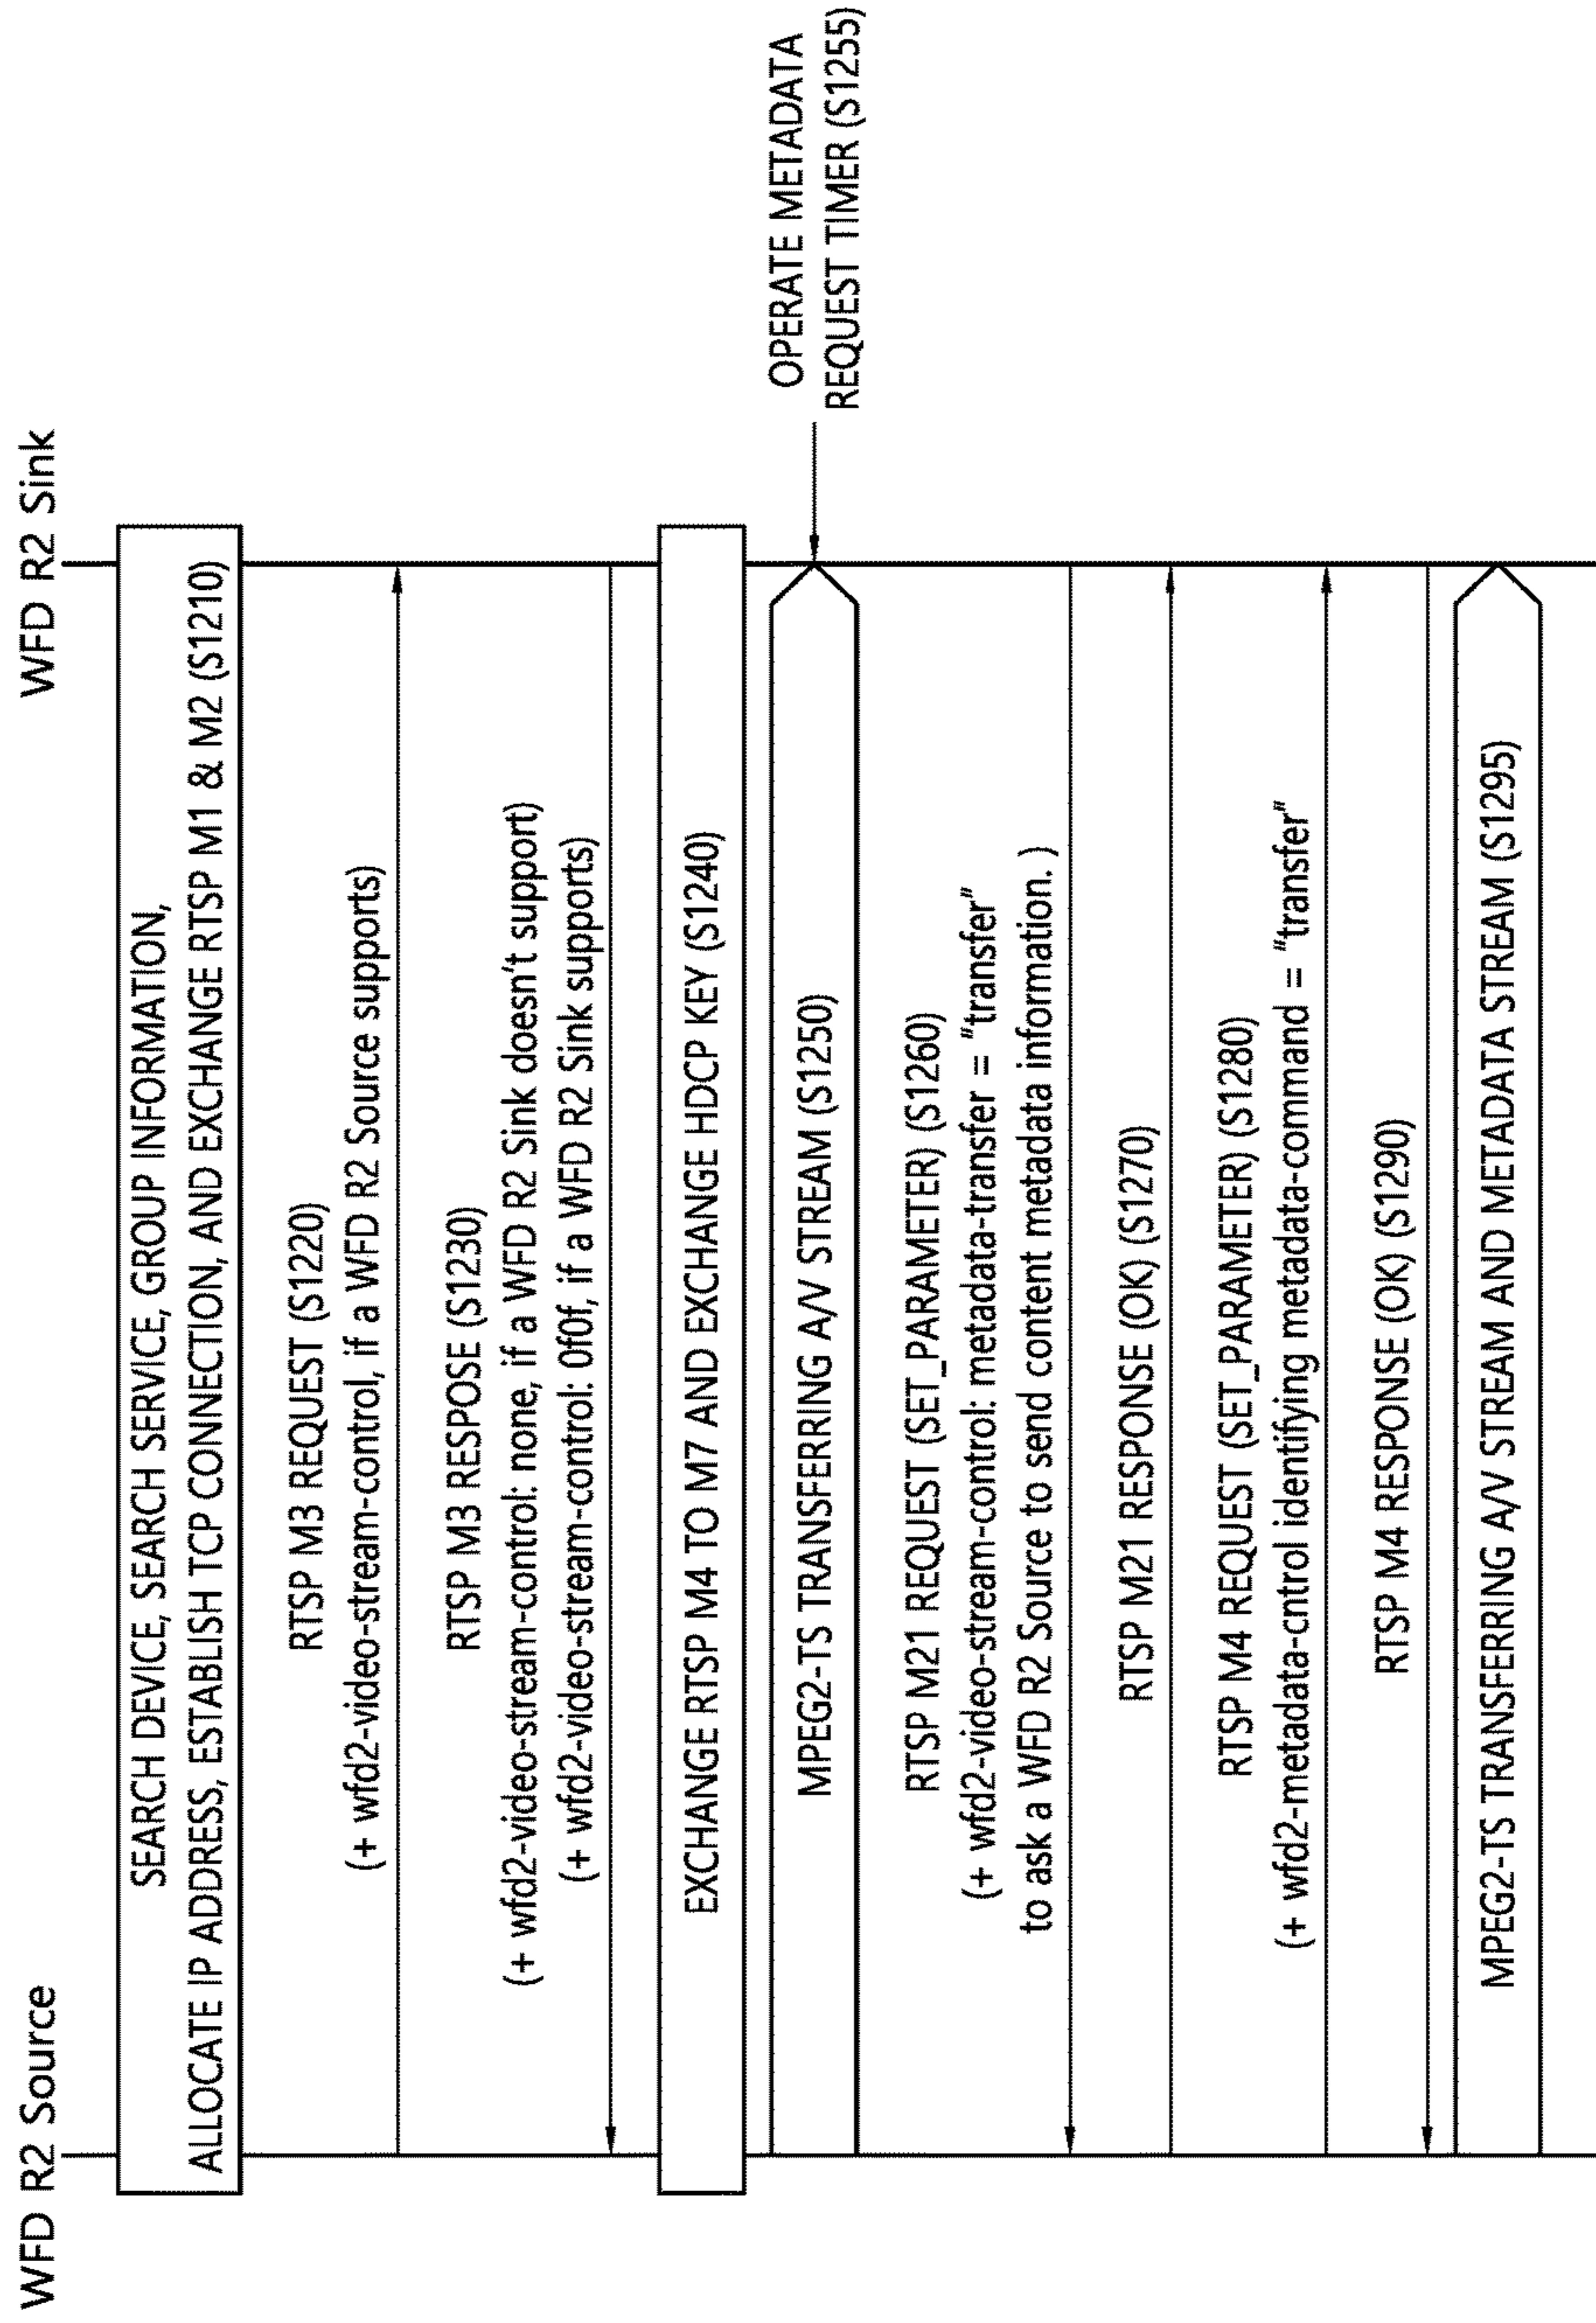 WFD R2 Source
WFD R2 Sink
SEARCH DEVICE, SEARCH SERVICE, GROUP INFORMATION,
ALLOCATE IP ADDRESS, ESTABLISH TCP CONNECTION, AND EXCHANGE RTSP M1 & M2 (S1210)
RTSP M3 REQUEST (S1220)
(+ wfd2-video-stream-control, if a WFD R2 Source supports)
RTSP M3 RESPOSE (S1230)
(+ wfd2-video-stream-control: none, if a WFD R2 Sink doesn't support)
(+ wfd2-video-stream-control: 0f0f, if a WFD R2 Sink supports)
EXCHANGE RTSP M4 TO M7 AND EXCHANGE HDCP KEY (S1240)
MPEG2-TS TRANSFERRING A/V STREAM (S1250)
OPERATE METADATA
REQUEST TIMER (S1255)
RTSP M21 REQUEST (SET_PARAMETER) (S1260)
(+ wfd2-video-stream-control: metadata-transfer = "transfer"
to ask a WFD R2 Source to send content metadata information. )
RTSP M21 RESPONSE (OK) (S1270)
RTSP M4 REQUEST (SET_PARAMETER) (S1280)
(+ wfd2-metadata-cntrol identifying metadata-command = "transfer"
RTSP M4 RESPONSE (OK) (S1290)
MPEG2-TS TRANSFERRING A/V STREAM AND METADATA STREAM (S1295)